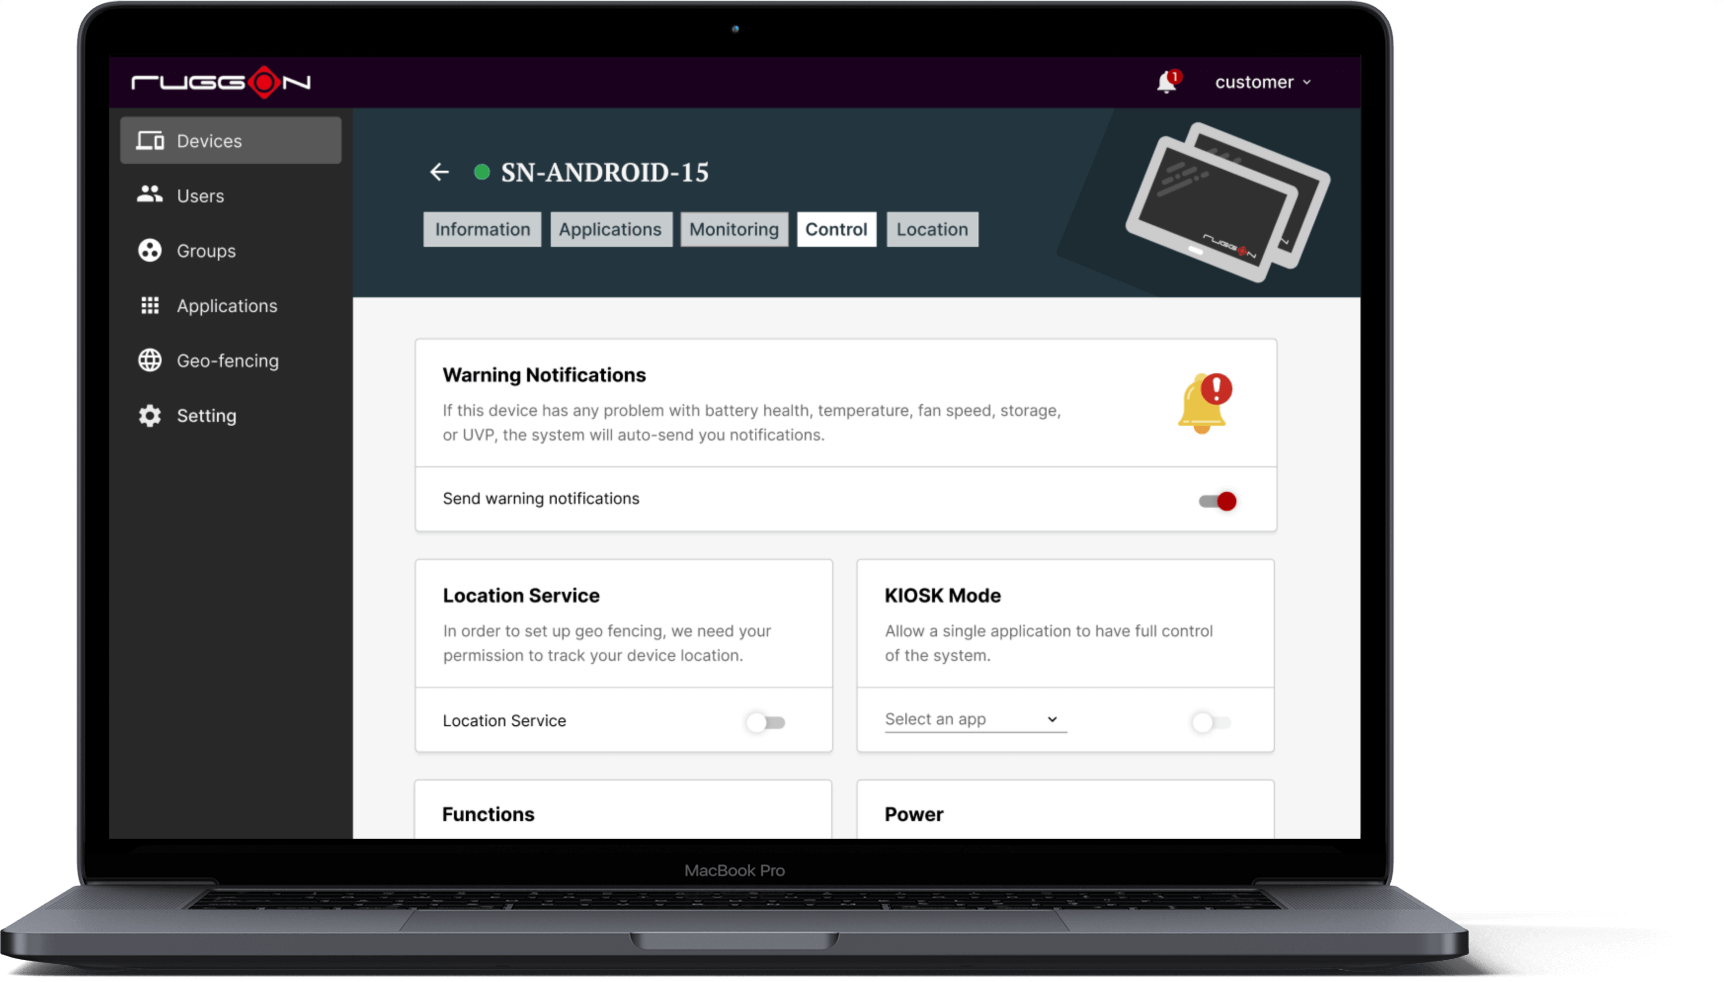 RUGGON
1
customer
Devices
Users
Groups
Applications
Geo-fencing
Setting
SN-ANDROID-15
Information
Applications
Monitoring
Control
Location
RUGGON
Warning Notifications
If this device has any problem with battery health, temperature, fan speed, storage,
or UVP, the system will auto-send you notifications.
Send warning notifications
Location Service
In order to set up geo fencing, we need your
permission to track your device location.
Location Service
KIOSK Mode
Allow a single application to have full control
of the system.
Select an app
Functions
Power
MacBook Pro